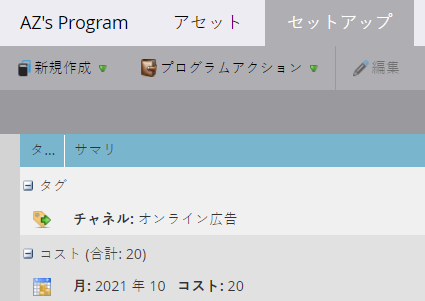 AZ's Program アセット セットアップ
新規作成 プログラムアクション 編集
タ... サマリ
タグ
チャネル: オンライン広告
コスト (合計: 20)
月: 2021 年 10 コスト: 20